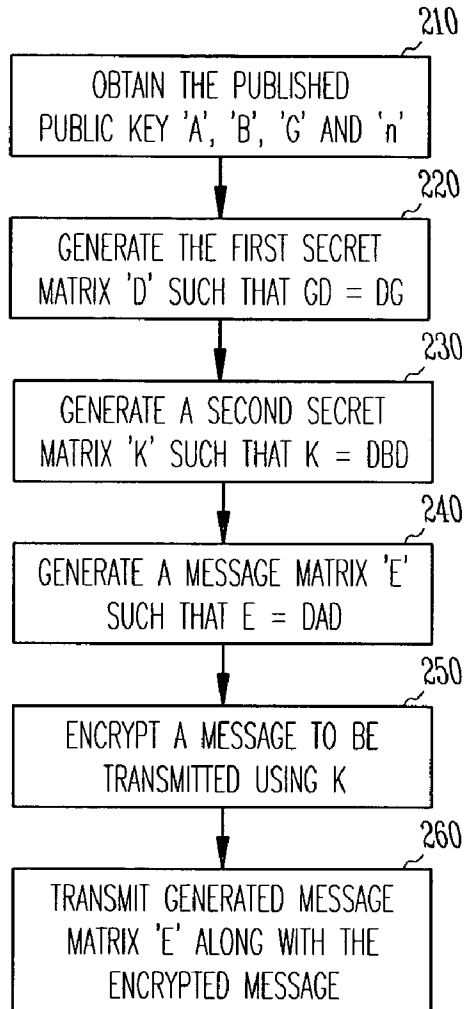 210
OBTAIN THE PUBLISHED
PUBLIC KEY 'A', 'B', 'G' AND 'n'
220
GENERATE THE FIRST SECRET
MATRIX 'D' SUCH THAT GD = DG
230
GENERATE A SECOND SECRET
MATRIX 'K' SUCH THAT K = DBD
240
GENERATE A MESSAGE MATRIX 'E'
SUCH THAT E = DAD
250
ENCRYPT A MESSAGE TO BE
TRANSMITTED USING K
260
TRANSMIT GENERATED MESSAGE
MATRIX 'E' ALONG WITH THE
ENCRYPTED MESSAGE